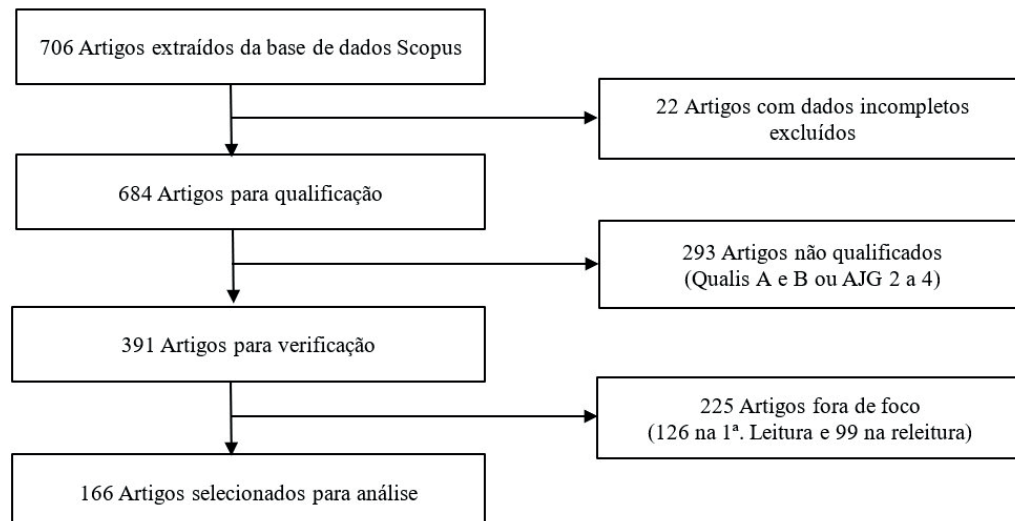 706 Artigos extraídos da base de dados Scopus
22 Artigos com dados incompletos
excluídos
684 Artigos para qualificação
293 Artigos não qualificados
(Qualis A e B ou AJG 2 a 4)
391 Artigos para verificação
225 Artigos fora de foco
(126 na 1ª. Leitura e 99 na releitura)
166 Artigos selecionados para análise